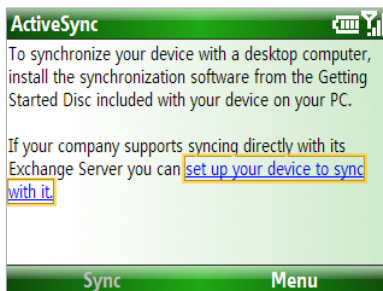 ActiveSync
To synchronize your device with a desktop computer,
install the synchronization software from the Getting
Started Disc included with your device on your PC.
If your company supports syncing directly with its
Exchange Server you can set up your device to sync
with it.
Sync Menu